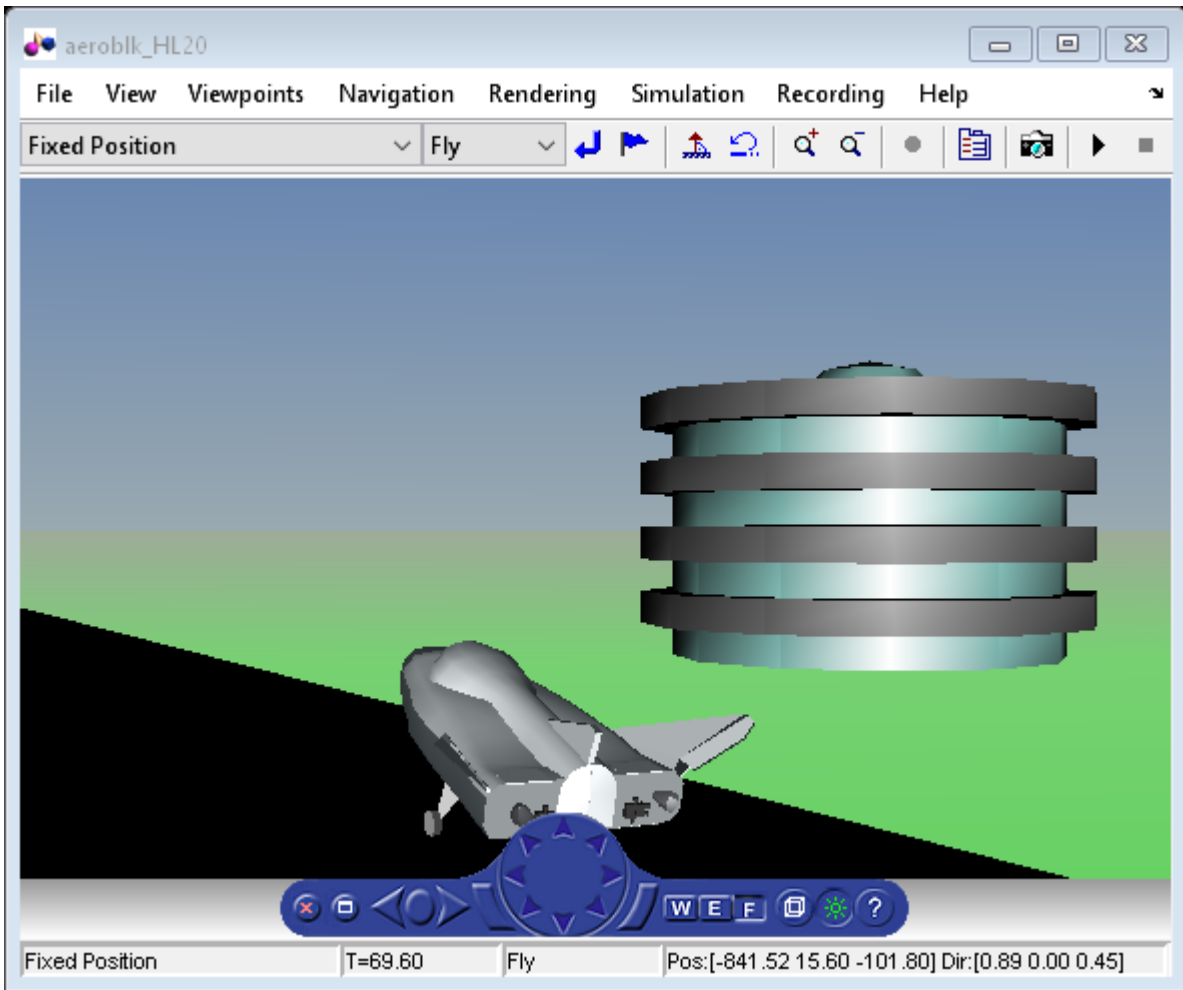 aeroblk_HL20
File View Viewpoints Navigation Rendering Simulation Recording Help
Fixed Position Fly
W E F ?
Fixed Position T=69.60 Fly Pos:[-841.52 15.60 -101.80] Dir:[0.89 0.00 0.45]